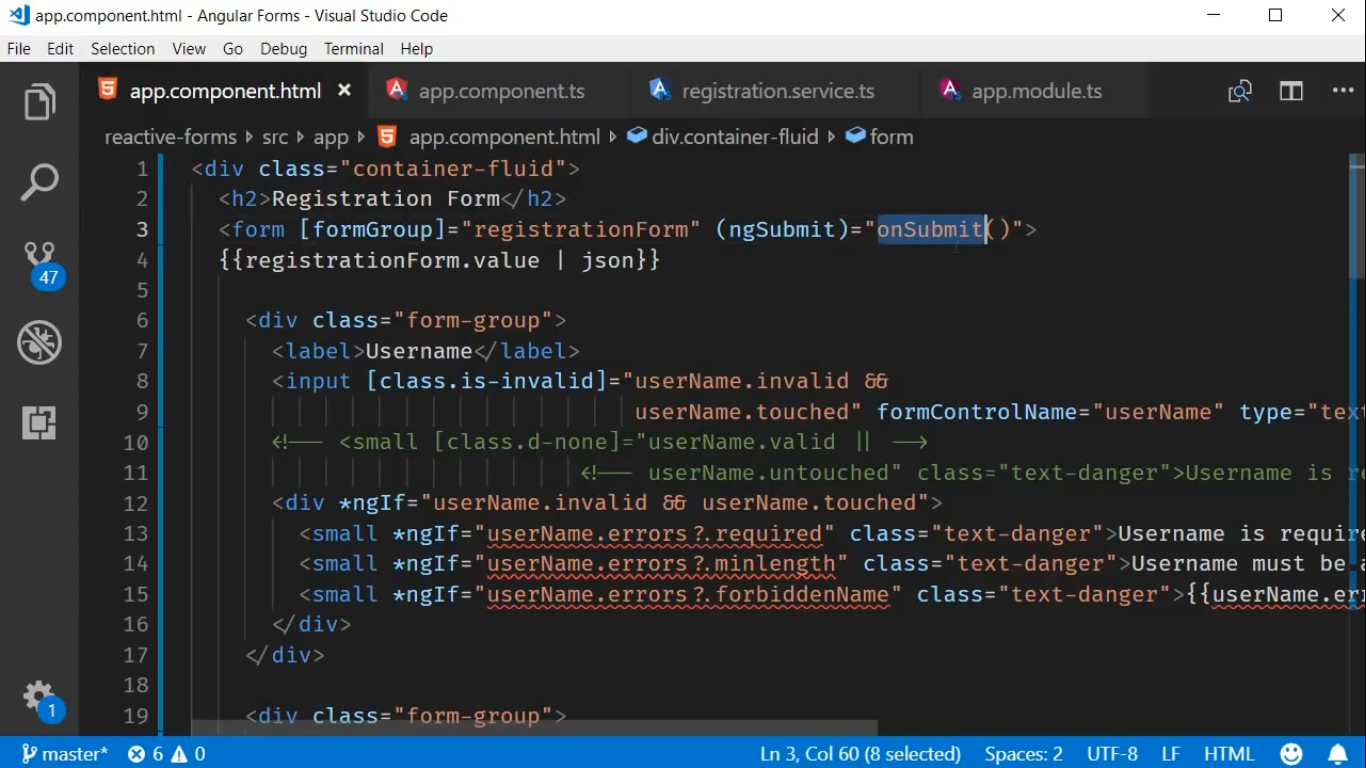 app.component.html - Angular Forms - Visual Studio Code
File Edit Selection View Go Debug Terminal Help
app.component.html app.component.ts registration.service.ts app.module.ts
reactive-forms src app app.component.html div.container-fluid form
1 <div class="container-fluid">
2 <h2>Registration Form</h2>
3 <form [formGroup]="registrationForm" (ngSubmit)="onSubmit()">
4 {{registrationForm.value | json}}
5
6 <div class="form-group">
7 <label>Username</label>
8 <input [class.is-invalid]="userName.invalid &&
9 userName.touched" formControlName="userName" type="tex
10 <!-- <small [class.d-none]="userName.valid || -->
11 <!-- userName.untouched" class="text-danger">Username is re
12 <div *ngIf="userName.invalid && userName.touched">
13 <small *ngIf="userName.errors?.required" class="text-danger">Username is require
14 <small *ngIf="userName.errors?.minlength" class="text-danger">Username must be a
15 <small *ngIf="userName.errors?.forbiddenName" class="text-danger">{{userName.err
16 </div>
17 </div>
18
19 <div class="form-group">
47
1
master* 6 0 Ln 3, Col 60 (8 selected) Spaces: 2 UTF-8 LF HTML